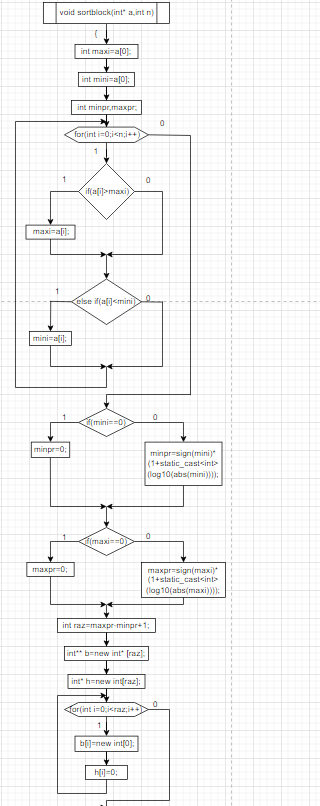 void sortblock(int* a,int n)
{
int maxi=a[0];
int mini=a[0];
int minpr,maxpr;
0
for(int i=0;i<n;i++)
1
1
0
if(a[i]>maxi)
maxi=a[i];
1
0
else if(a[i]<mini)
mini=a[i];
1
0
if(mini==0)
minpr=0;
minpr=sign(mini)*
(1+static_cast<int>
(log10(abs(mini))));
1
0
if(maxi==0)
maxpr=0;
maxpr=sign(maxi)*
(1+static_cast<int>
(log10(abs(maxi))));
int raz=maxpr-minpr+1;
int** b=new int* [raz];
int* h=new int[raz];
0
for(int i=0;i<raz;i++)
1
b[i]=new int[0];
h[i]=0;